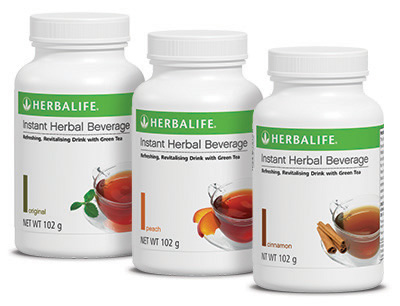 HERBALIFE.
Instant Herbal Beverage
Refreshing, Revitalising Drink with Green Tea
original
NET WT 102 g
HERBALIFE.
Instant Herbal Beverage
Refreshing, Revitalising Drink with Green Tea
peach
NET WT 102 g
HERBALIFE.
Instant Herbal Beverage
Refreshing, Revitalising Drink with Green Tea
cinnamon
NET WT 102 g